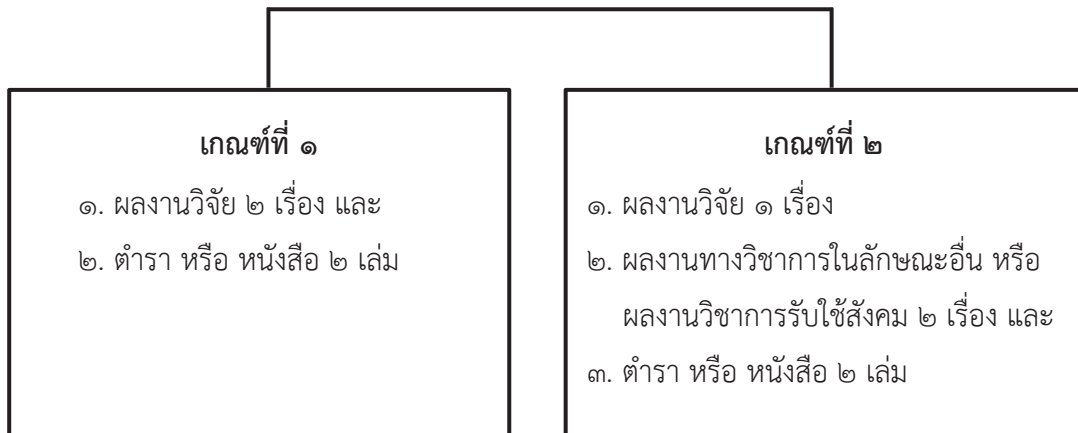 เกณฑ์ที่ ๑
๑. ผลงานวิจัย ๒ เรื่อง และ
๒. ตำรา หรือ หนังสือ ๒ เล่ม
เกณฑ์ที่ ๒
๑. ผลงานวิจัย ๑ เรื่อง
๒. ผลงานทางวิชาการในลักษณะอื่น หรือ
ผลงานวิชาการรับใช้สังคม ๒ เรื่อง และ
๓. ตำรา หรือ หนังสือ ๒ เล่ม